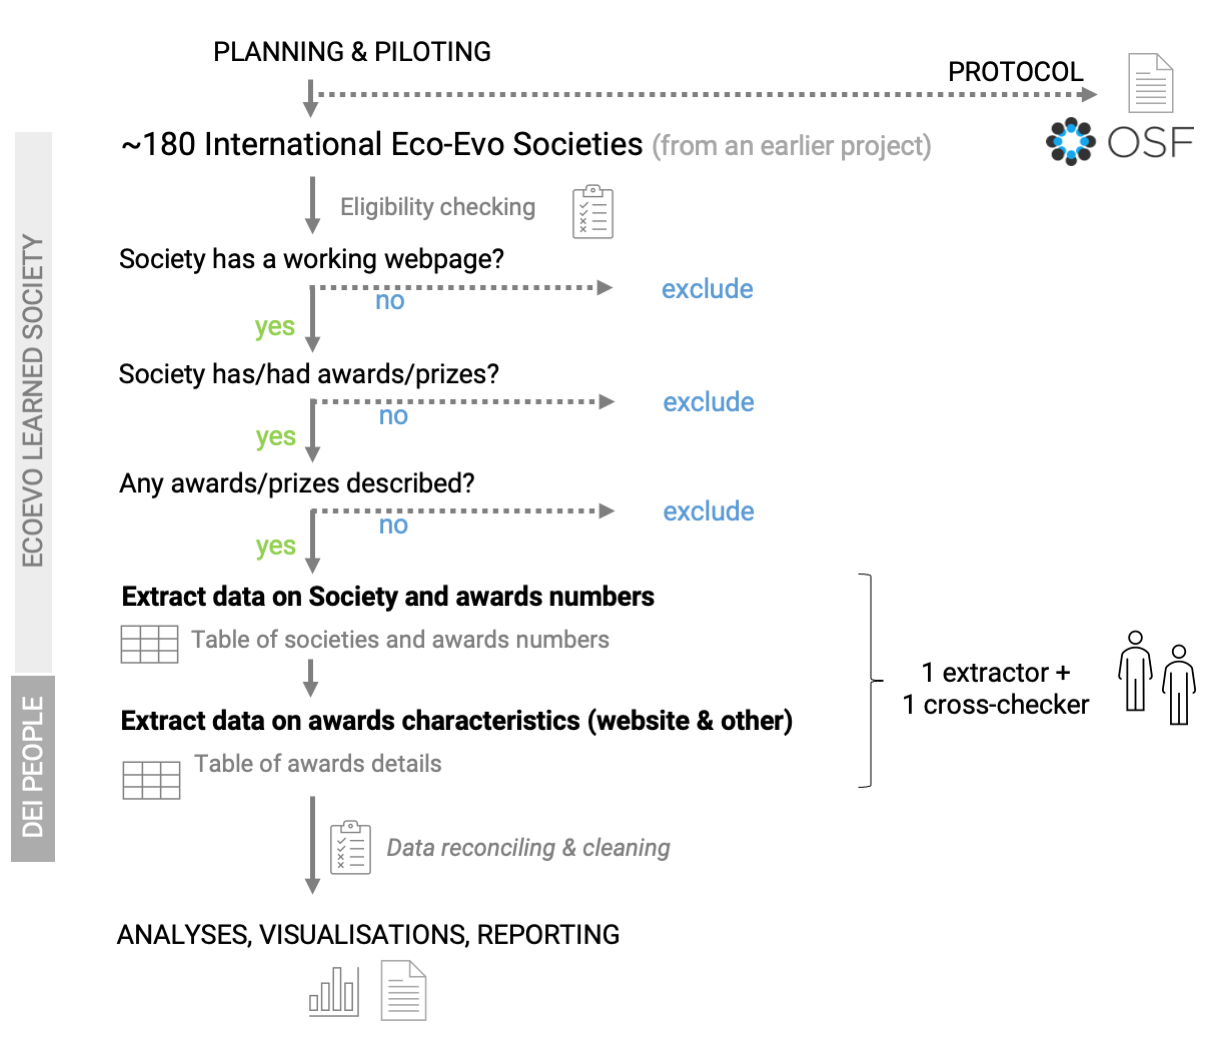 PLANNING & PILOTING
PROTOCOL
~180 International Eco-Evo Societies (from an earlier project)
OSF
Eligibility checking
Society has a working webpage?
no
exclude
yes
Society has/had awards/prizes?
no
exclude
yes
Any awards/prizes described?
no
exclude
yes
ECOEVO LEARNED SOCIETY
Extract data on Society and awards numbers
Table of societies and awards numbers
1 extractor +
1 cross-checker
Extract data on awards characteristics (website & other)
Table of awards details
DEI PEOPLE
Data reconciling & cleaning
ANALYSES, VISUALISATIONS, REPORTING